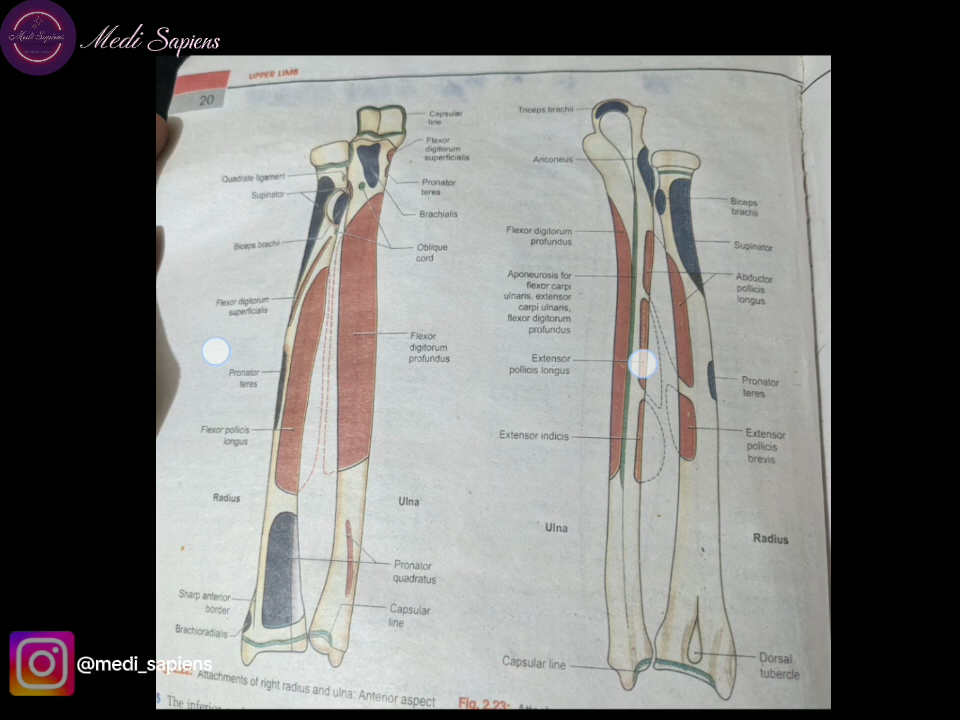 Medi Sapiens
Medi Sapiens
UPPER LIMB
20
Capsular
line
Flexor
digitorum
superficialis
Quadrate ligament
Supinator
Pronator
teres
Brachialis
Biceps brachii
Oblique
cord
Flexor digitorum
superficialis
Flexor
digitorum
profundus
Pronator
teres
Flexor pollicis
longus
Radius
Ulna
Pronator
quadratus
Sharp anterior
border
Capsular
line
Brachioradialis
Attachments of right radius and ulna: Anterior aspect
The
Triceps brachii
Anconeus
Biceps
brachii
Flexor digitorum
profundus
Supinator
Aponeurosis for
flexor carpi
ulnaris, extensor
carpi ulnaris,
flexor digitorum
profundus
Abductor
pollicis
longus
Extensor
pollicis longus
Pronator
teres
Extensor indicis
Extensor
pollicis
brevis
Ulna
Radius
Capsular line
Dorsal
tubercle
Fig. 2.23:
@medi_sapiens